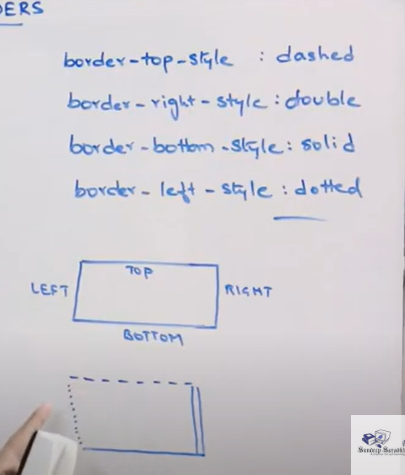 DERS
border-top-style : dashed
border-right-style : double
border-bottom-style : solid
border-left-style : dotted
TOP
LEFT
RIGHT
BOTTOM